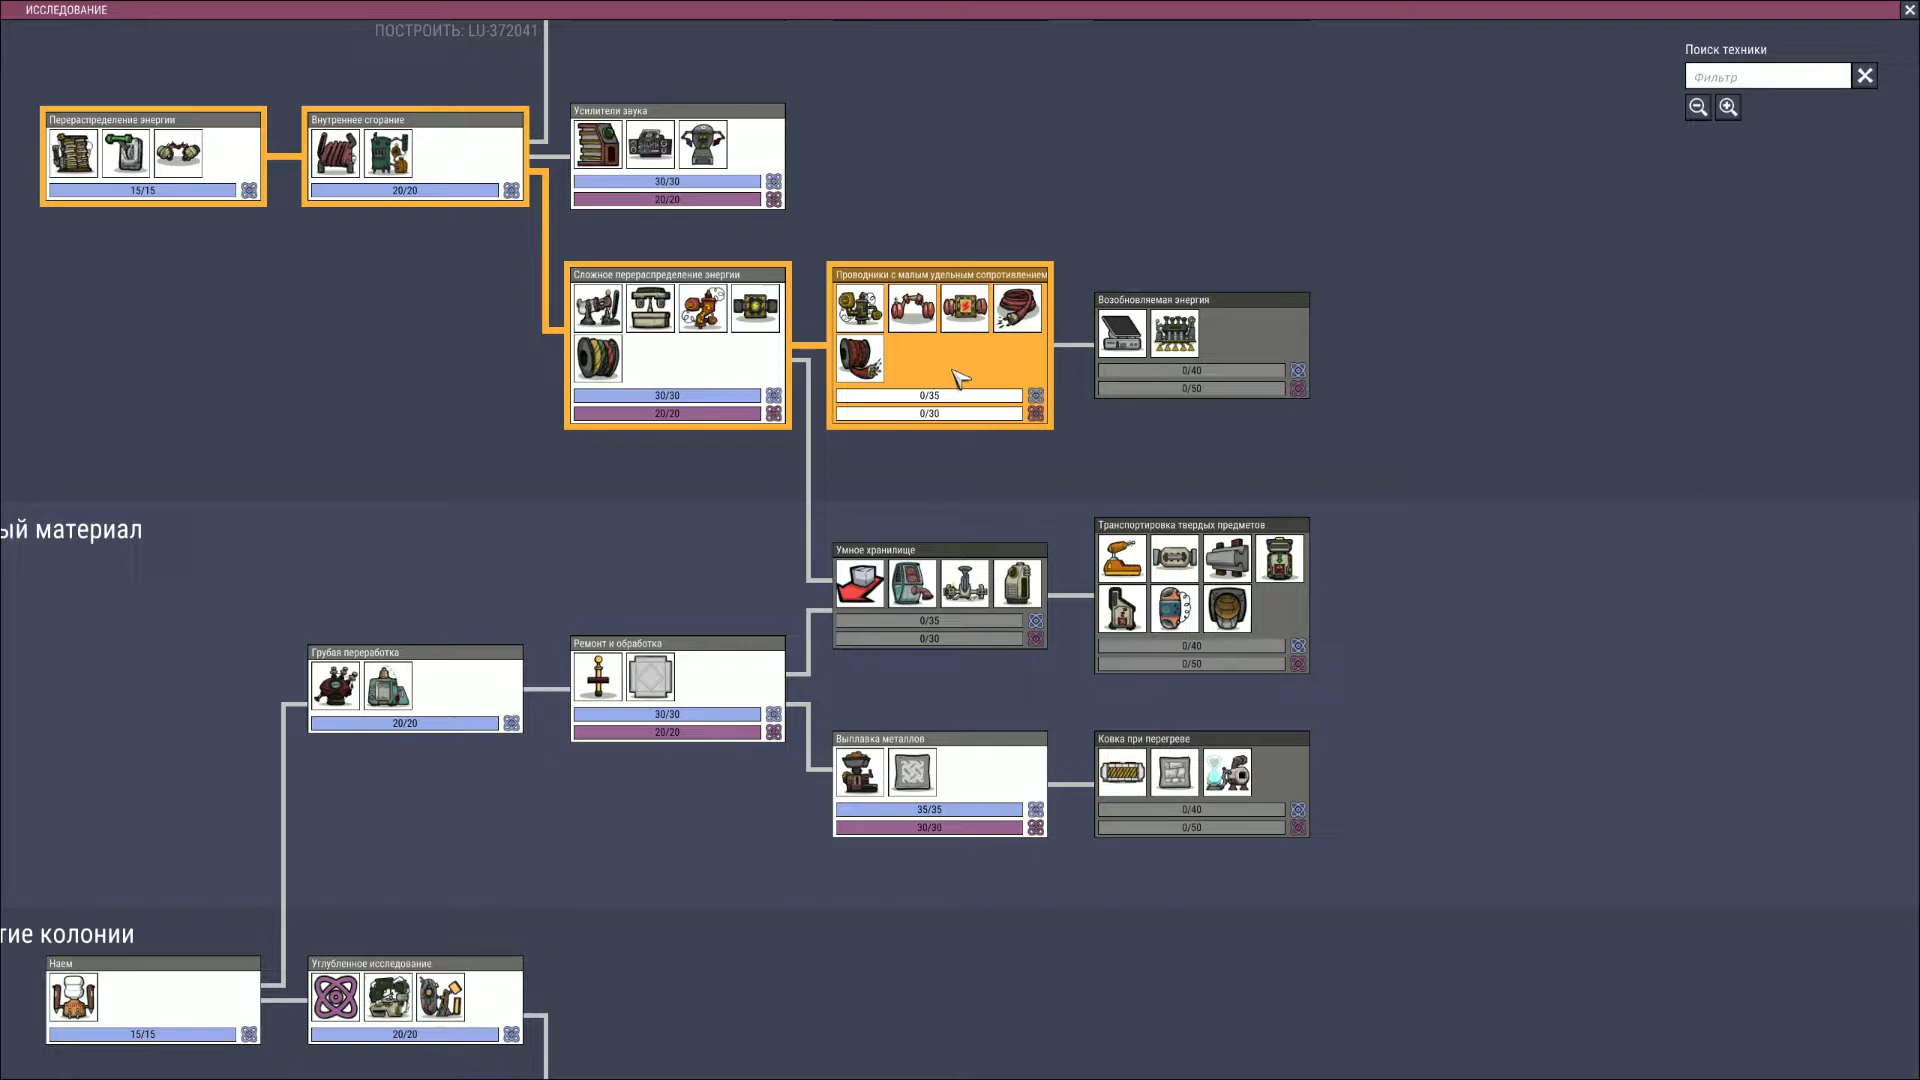 ИССЛЕДОВАНИЕ
ПОСТРОИТЬ: LU-372041
Поиск техники
Фильтр
Перераспределение энергии
15/15
Внутреннее сгорание
20/20
Усилители звука
30/30
20/20
Сложное перераспределение энергии
30/30
20/20
Проводники с малым удельным сопротивлением
0/35
0/30
Возобновляемая энергия
0/40
0/50
ый материал
Умное хранилище
0/35
0/30
Транспортировка твердых предметов
0/40
0/50
Грубая переработка
20/20
Ремонт и обработка
30/30
20/20
Выплавка металлов
35/35
30/30
Ковка при перегреве
0/40
0/50
тие колонии
Наем
15/15
Углубленное исследование
20/20